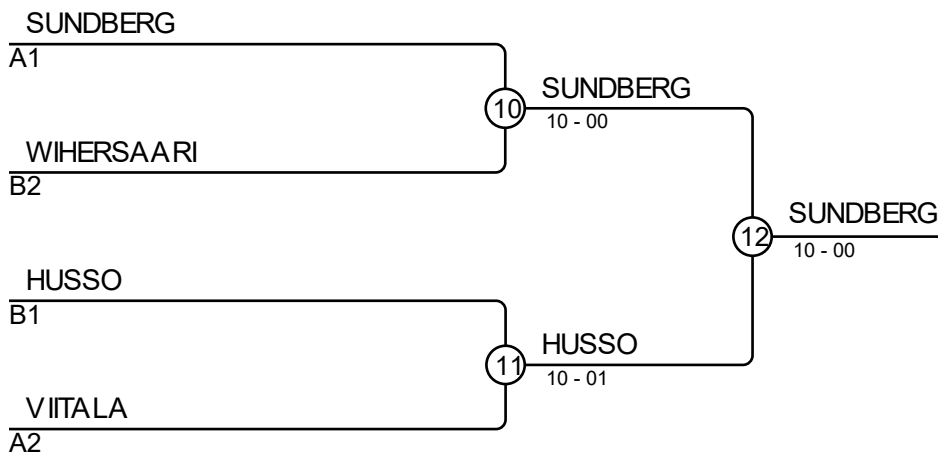 SUNDBERG
A1
10
SUNDBERG
10 - 00
WIHERSAARI
B2
12
SUNDBERG
10 - 00
HUSSO
B1
11
HUSSO
10 - 01
VIITALA
A2